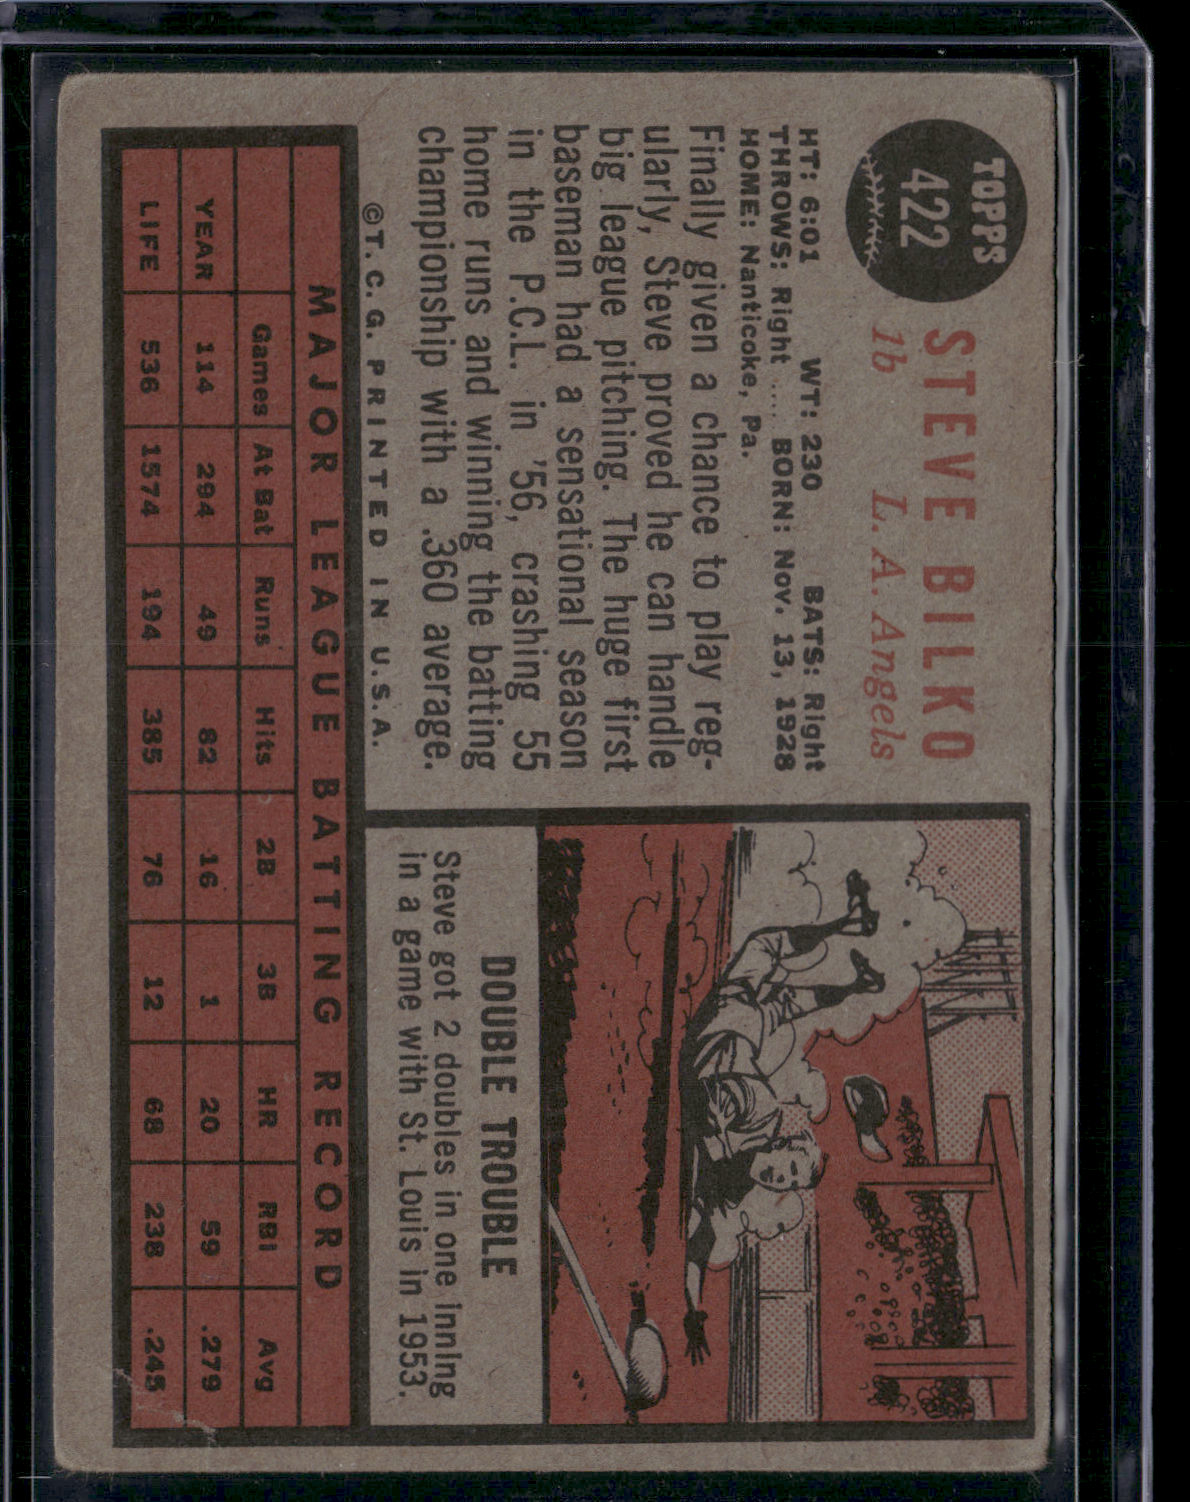 TOPPS
422
STEVE BILKO
1b L. A. Angels
HT: 6:01 WT: 230 BATS: Right
THROWS: Right .... BORN: Nov. 13, 1928
HOME: Nanticoke, Pa.
Finally given a chance to play reg-
ularly, Steve proved he can handle
big league pitching. The huge first
baseman had a sensational season
in the P.C.L. in '56, crashing 55
home runs and winning the batting
championship with a .360 average.
©T. C. G. PRINTED IN U.S.A.
DOUBLE TROUBLE
Steve got 2 doubles in one inning
in a game with St. Louis in 1953.
MAJOR LEAGUE BATTING RECORD
Games At Bat Runs Hits 2B 3B HR RBI Avg
YEAR 114 294 49 82 16 1 20 59 .279
LIFE 536 1574 194 385 76 12 68 238 .245